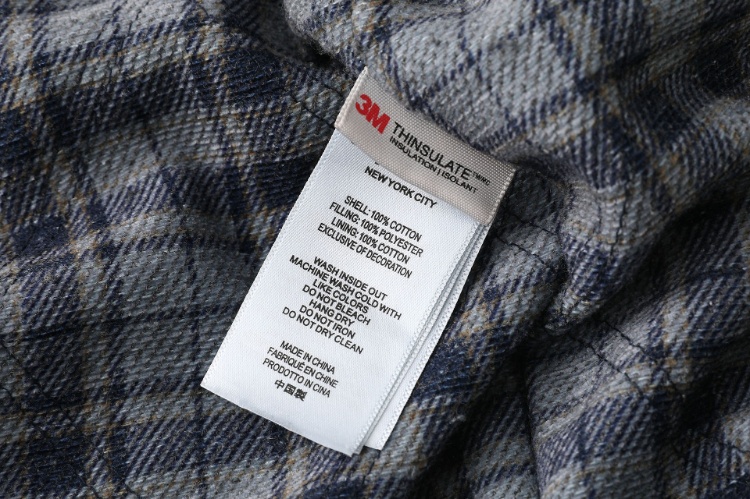 3M THINSULATE™/MC
INSULATION | ISOLANT
NEW YORK CITY
SHELL: 100% COTTON
FILLING: 100% POLYESTER
LINING: 100% COTTON
EXCLUSIVE OF DECORATION
WASH INSIDE OUT
MACHINE WASH COLD WITH
LIKE COLORS
DO NOT BLEACH
HANG DRY
DO NOT IRON
DO NOT DRY CLEAN
MADE IN CHINA
FABRIQUÉ EN CHINE
PRODOTTO IN CINA
中国製